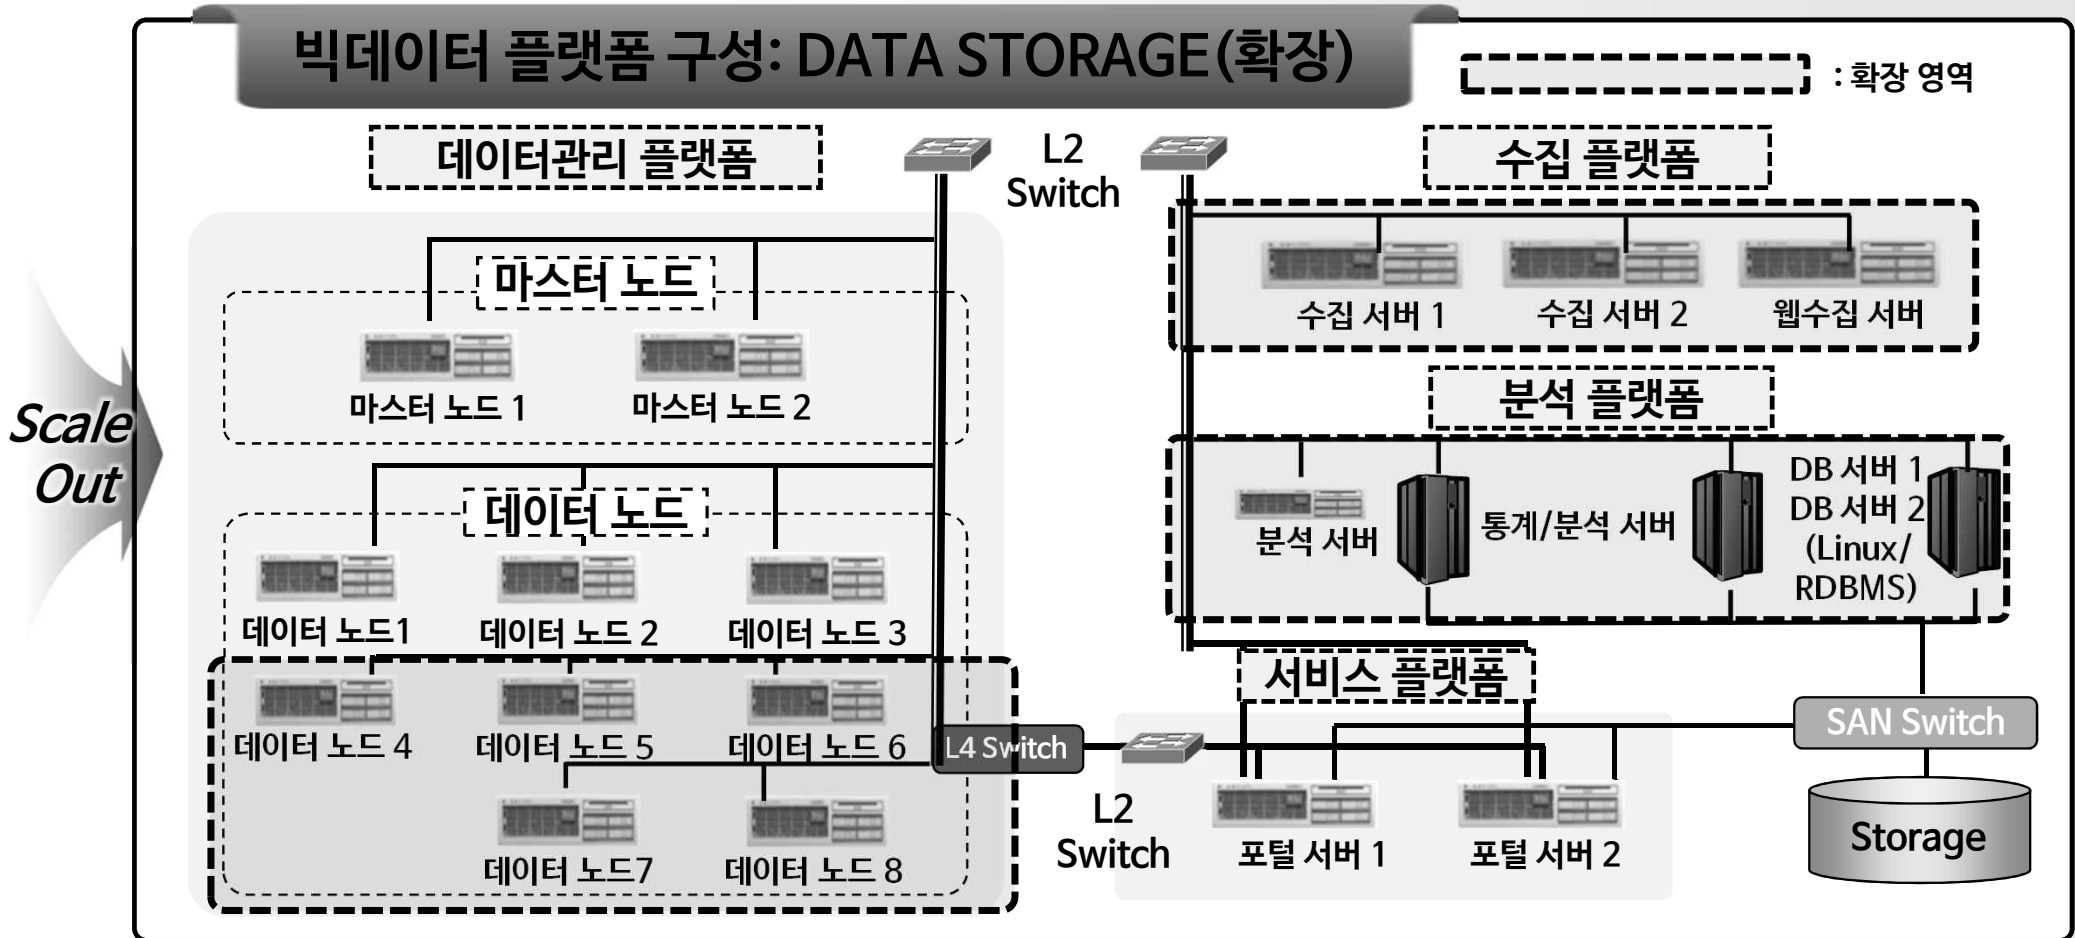 빅데이터 플랫폼 구성: DATA STORAGE(확장)
: 확장 영역
데이터관리 플랫폼
L2
Switch
수집 플랫폼
마스터 노드
수집 서버 1
수집 서버 2
웹수집 서버
마스터 노드 1
마스터 노드 2
분석 플랫폼
Scale
Out
데이터 노드
분석 서버
통계/분석 서버
DB 서버 1
DB 서버 2
(Linux/
RDBMS)
데이터 노드1
데이터 노드 2
데이터 노드 3
서비스 플랫폼
데이터 노드 4
데이터 노드 5
데이터 노드 6
L4 Switch
SAN Switch
L2
Switch
데이터 노드7
데이터 노드 8
포털 서버 1
포털 서버 2
Storage